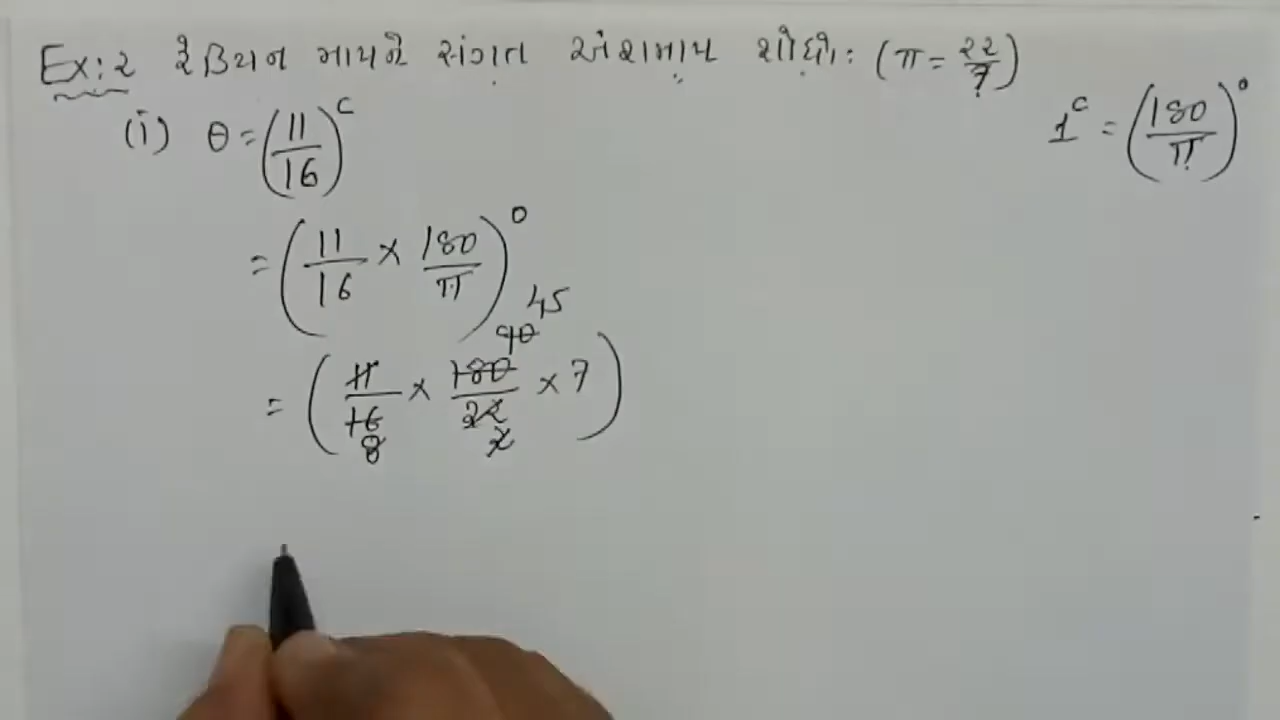 Ex:૨ રેડિયન માપને સંગત અંશમાપ શોધો: (π = ૨૨/7)
1ᶜ = (180/π)°
(i) θ = (11/16)ᶜ
= (11/16 × 180/π)°
90 45
= (11/16 × 180/22 × 7)
8 2